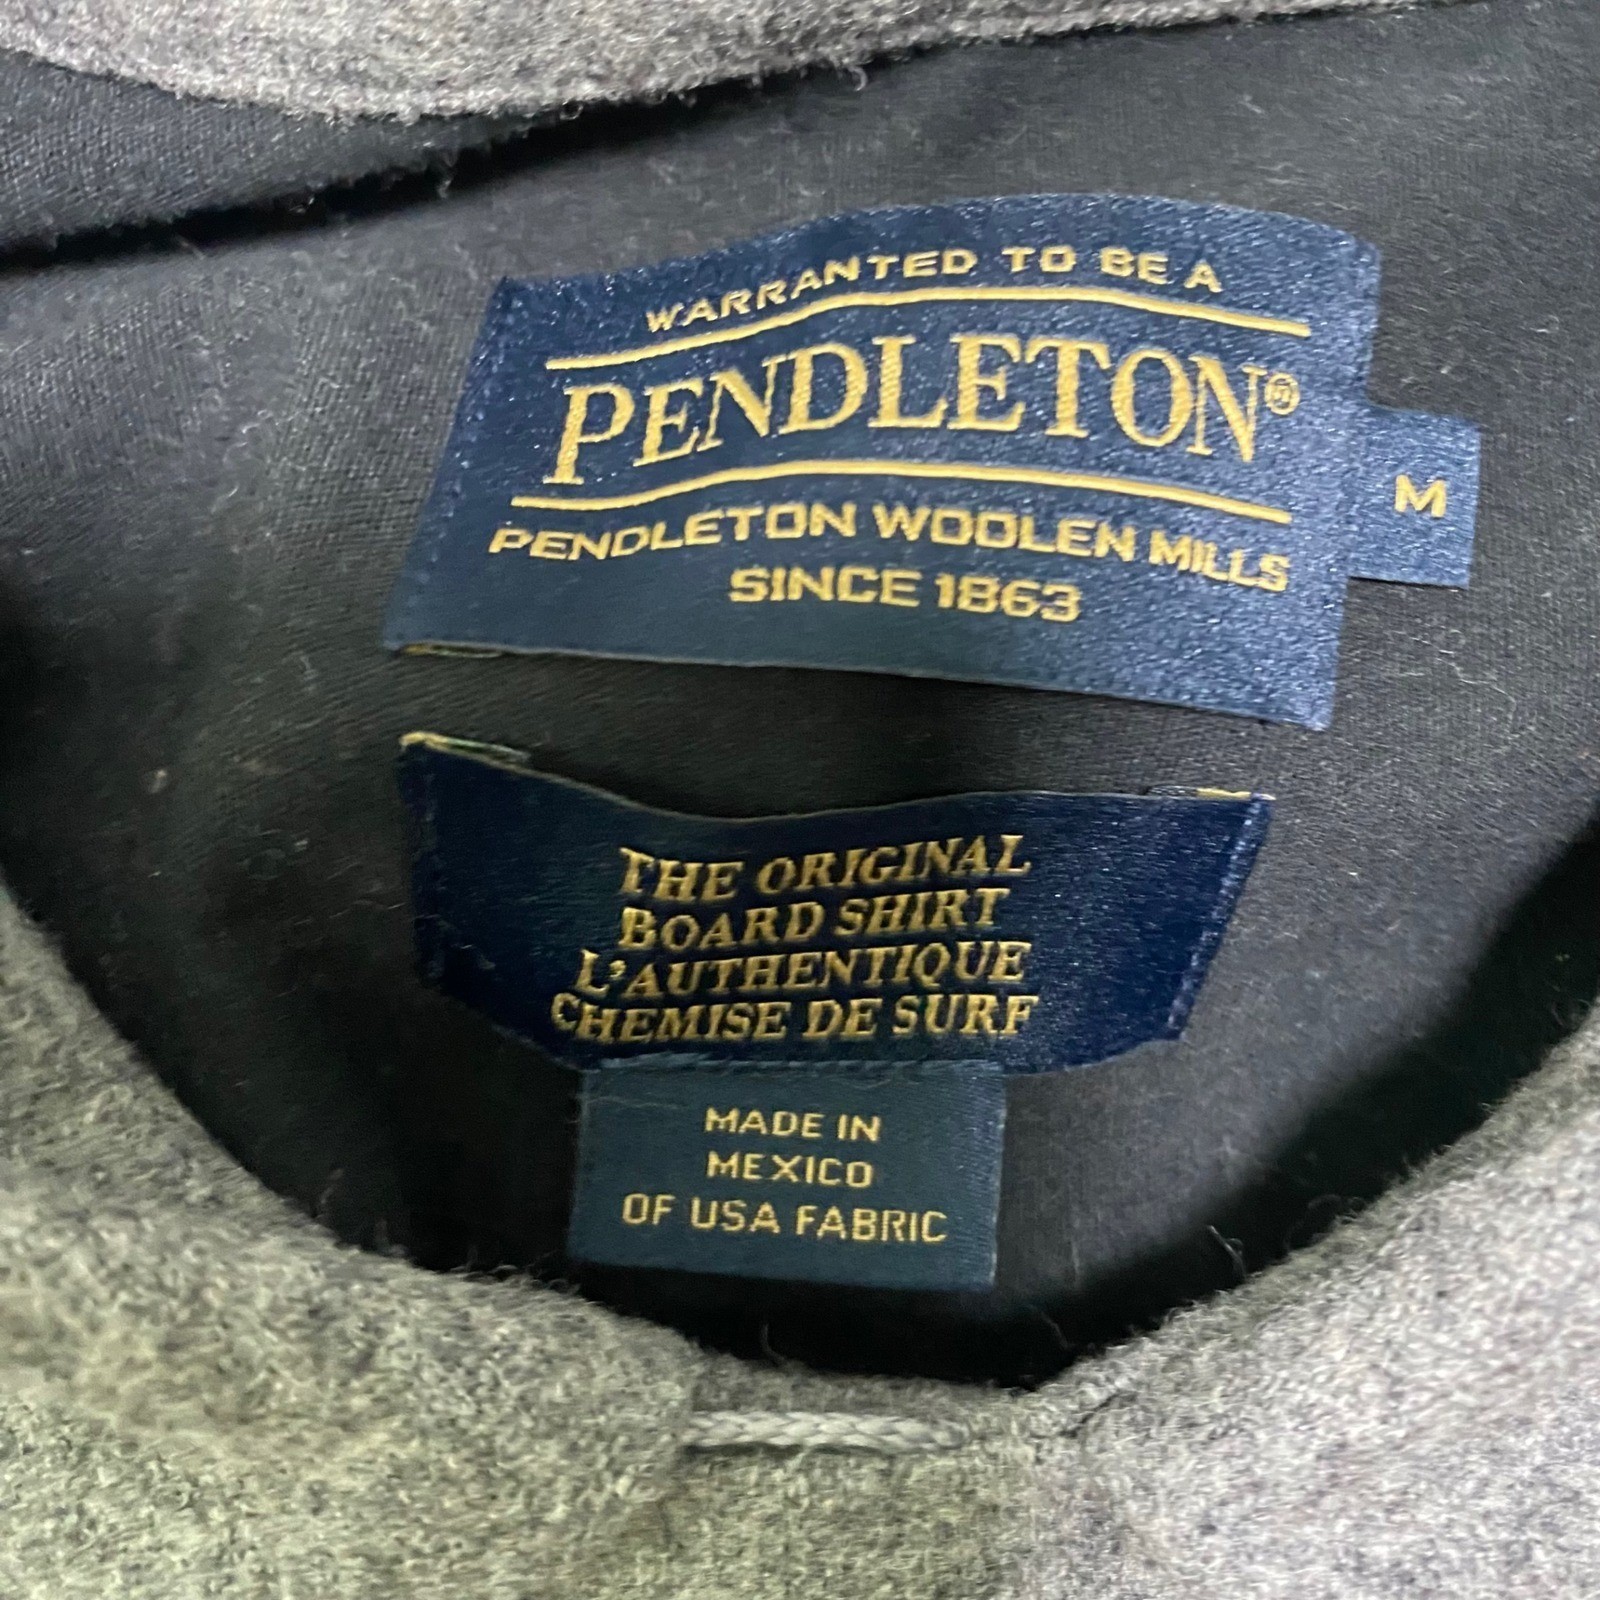 WARRANTED TO BE A
PENDLETON®
M
PENDLETON WOOLEN MILLS
SINCE 1863
THE ORIGINAL
BOARD SHIRT
L'AUTHENTIQUE
CHEMISE DE SURF
MADE IN
MEXICO
OF USA FABRIC